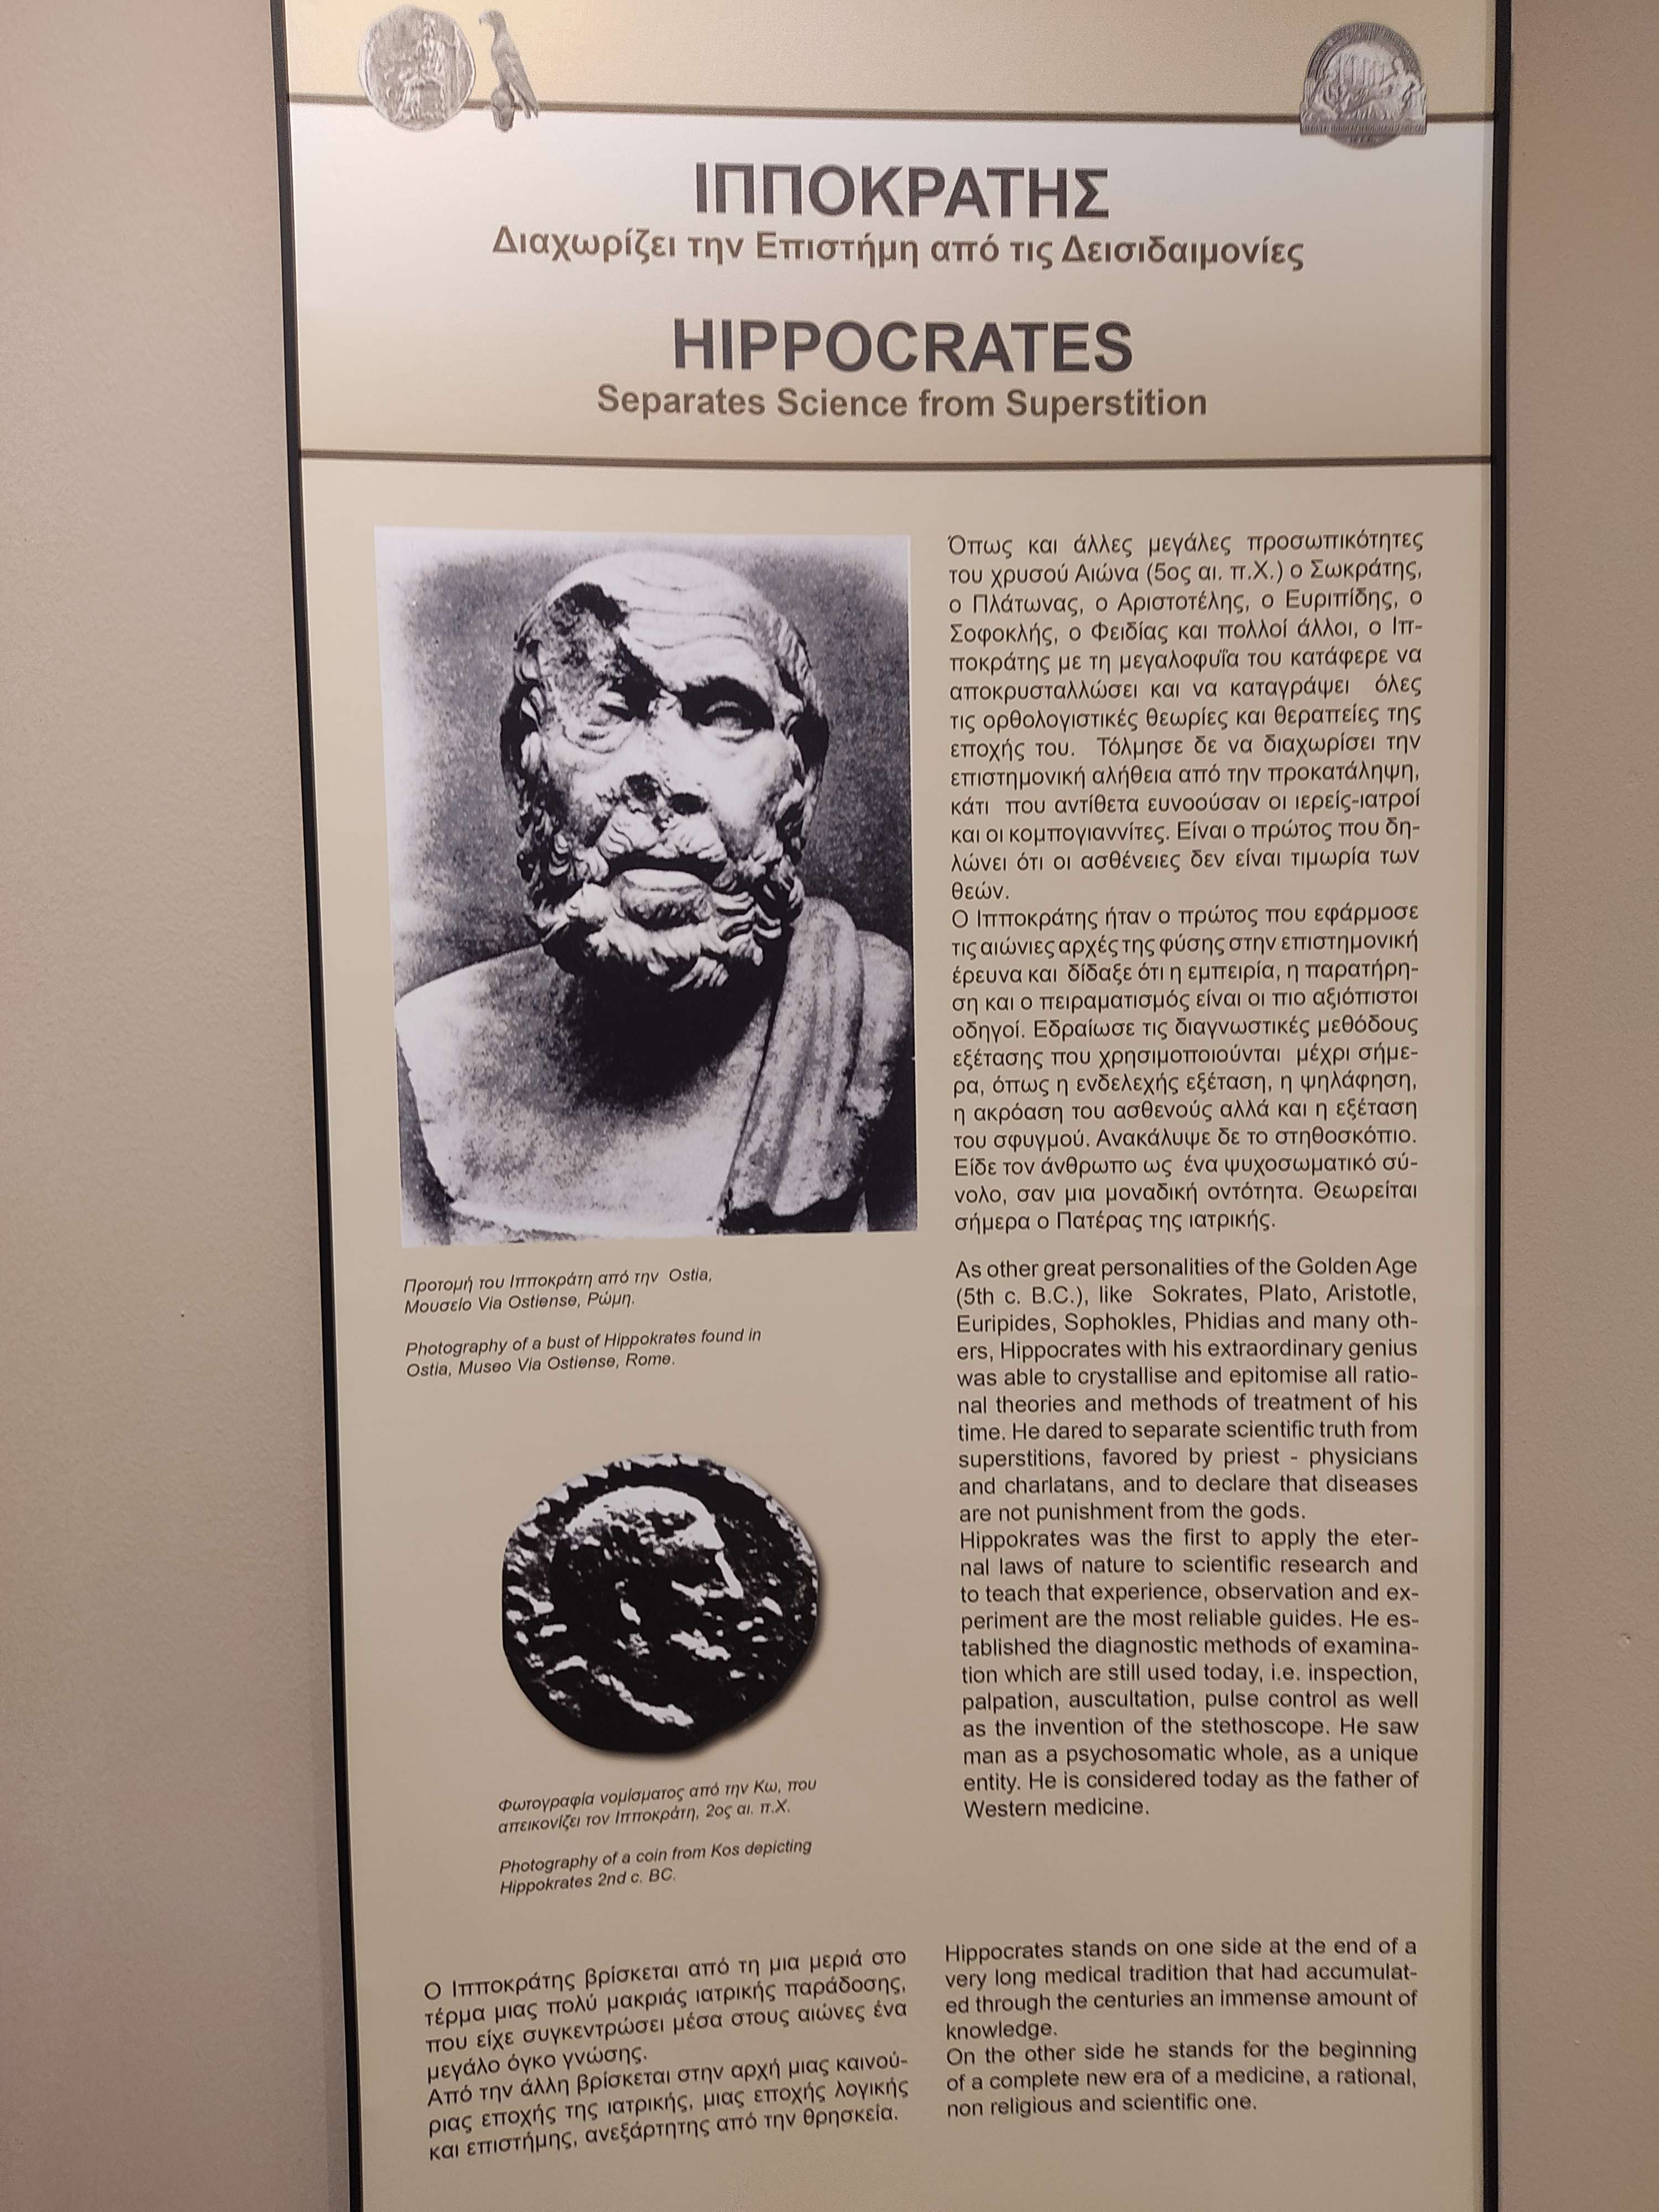 ΙΠΠΟΚΡΑΤΗΣ
Διαχωρίζει την Επιστήμη από τις Δεισιδαιμονίες
HIPPOCRATES
Separates Science from Superstition
Όπως και άλλες μεγάλες προσωπικότητες
του χρυσού Αιώνα (5ος αι. π.Χ.) ο Σωκράτης,
ο Πλάτωνας, ο Αριστοτέλης, ο Ευριπίδης, ο
Σοφοκλής, ο Φειδίας και πολλοί άλλοι, ο Ιπ-
ποκράτης με τη μεγαλοφυΐα του κατάφερε να
αποκρυσταλλώσει και να καταγράψει όλες
τις ορθολογιστικές θεωρίες και θεραπείες της
εποχής του. Τόλμησε δε να διαχωρίσει την
επιστημονική αλήθεια από την προκατάληψη,
κάτι που αντίθετα ευνοούσαν οι ιερείς-ιατροί
και οι κομπογιαννίτες. Είναι ο πρώτος που δη-
λώνει ότι οι ασθένειες δεν είναι τιμωρία των
θεών.
Ο Ιπποκράτης ήταν ο πρώτος που εφάρμοσε
τις αιώνιες αρχές της φύσης στην επιστημονική
έρευνα και δίδαξε ότι η εμπειρία, η παρατήρη-
ση και ο πειραματισμός είναι οι πιο αξιόπιστοι
οδηγοί. Εδραίωσε τις διαγνωστικές μεθόδους
εξέτασης που χρησιμοποιούνται μέχρι σήμε-
ρα, όπως η ενδελεχής εξέταση, η ψηλάφηση,
η ακρόαση του ασθενούς αλλά και η εξέταση
του σφυγμού. Ανακάλυψε δε το στηθοσκόπιο.
Είδε τον άνθρωπο ως ένα ψυχοσωματικό σύ-
νολο, σαν μια μοναδική οντότητα. Θεωρείται
σήμερα ο Πατέρας της ιατρικής.
As other great personalities of the Golden Age
(5th c. B.C.), like Sokrates, Plato, Aristotle,
Euripides, Sophokles, Phidias and many oth-
ers, Hippocrates with his extraordinary genius
was able to crystallise and epitomise all ratio-
nal theories and methods of treatment of his
time. He dared to separate scientific truth from
superstitions, favored by priest - physicians
and charlatans, and to declare that diseases
are not punishment from the gods.
Hippokrates was the first to apply the eter-
nal laws of nature to scientific research and
to teach that experience, observation and ex-
periment are the most reliable guides. He es-
tablished the diagnostic methods of examina-
tion which are still used today, i.e. inspection,
palpation, auscultation, pulse control as well
as the invention of the stethoscope. He saw
man as a psychosomatic whole, as a unique
entity. He is considered today as the father of
Western medicine.
Προτομή του Ιπποκράτη από την Ostia,
Μουσείο Via Ostiense, Ρώμη.
Photography of a bust of Hippokrates found in
Ostia, Museo Via Ostiense, Rome.
Φωτογραφία νομίσματος από την Κω, που
απεικονίζει τον Ιπποκράτη, 2ος αι. π.Χ.
Photography of a coin from Kos depicting
Hippokrates 2nd c. BC.
Ο Ιπποκράτης βρίσκεται από τη μια μεριά στο
τέρμα μιας πολύ μακριάς ιατρικής παράδοσης,
που είχε συγκεντρώσει μέσα στους αιώνες ένα
μεγάλο όγκο γνώσης.
Από την άλλη βρίσκεται στην αρχή μιας καινού-
ριας εποχής της ιατρικής, μιας εποχής λογικής
και επιστήμης, ανεξάρτητης από την θρησκεία.
Hippocrates stands on one side at the end of a
very long medical tradition that had accumulat-
ed through the centuries an immense amount of
knowledge.
On the other side he stands for the beginning
of a complete new era of a medicine, a rational,
non religious and scientific one.